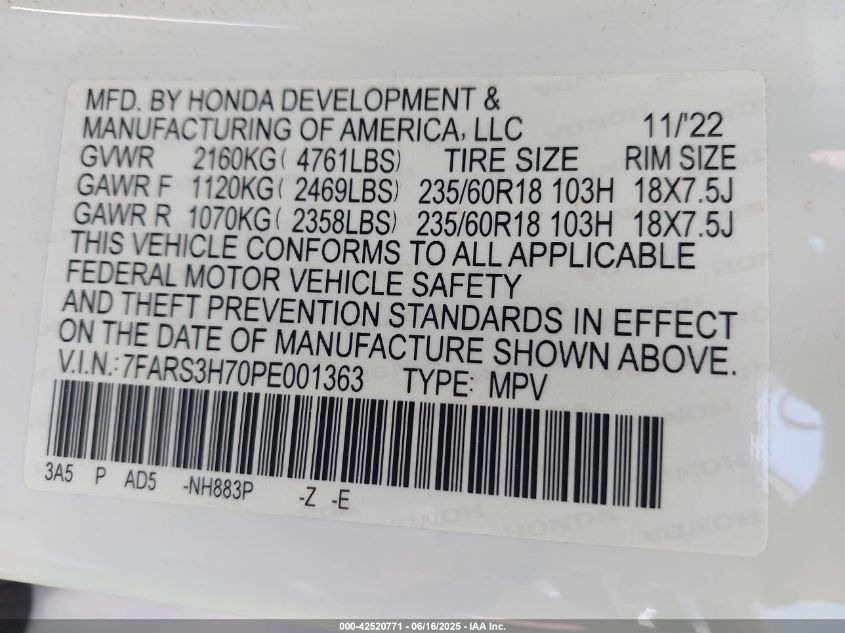 MFD. BY HONDA DEVELOPMENT &
MANUFACTURING OF AMERICA, LLC 11/'22
GVWR 2160KG( 4761LBS) TIRE SIZE RIM SIZE
GAWR F 1120KG( 2469LBS) 235/60R18 103H 18X7.5J
GAWR R 1070KG( 2358LBS) 235/60R18 103H 18X7.5J
THIS VEHICLE CONFORMS TO ALL APPLICABLE
FEDERAL MOTOR VEHICLE SAFETY
AND THEFT PREVENTION STANDARDS IN EFFECT
ON THE DATE OF MANUFACTURE SHOWN ABOVE.
V.I.N.: 7FARS3H70PE001363 TYPE: MPV
3A5 P AD5 -NH883P -Z -E
000-42520771 - 06/16/2025 - IAA Inc.